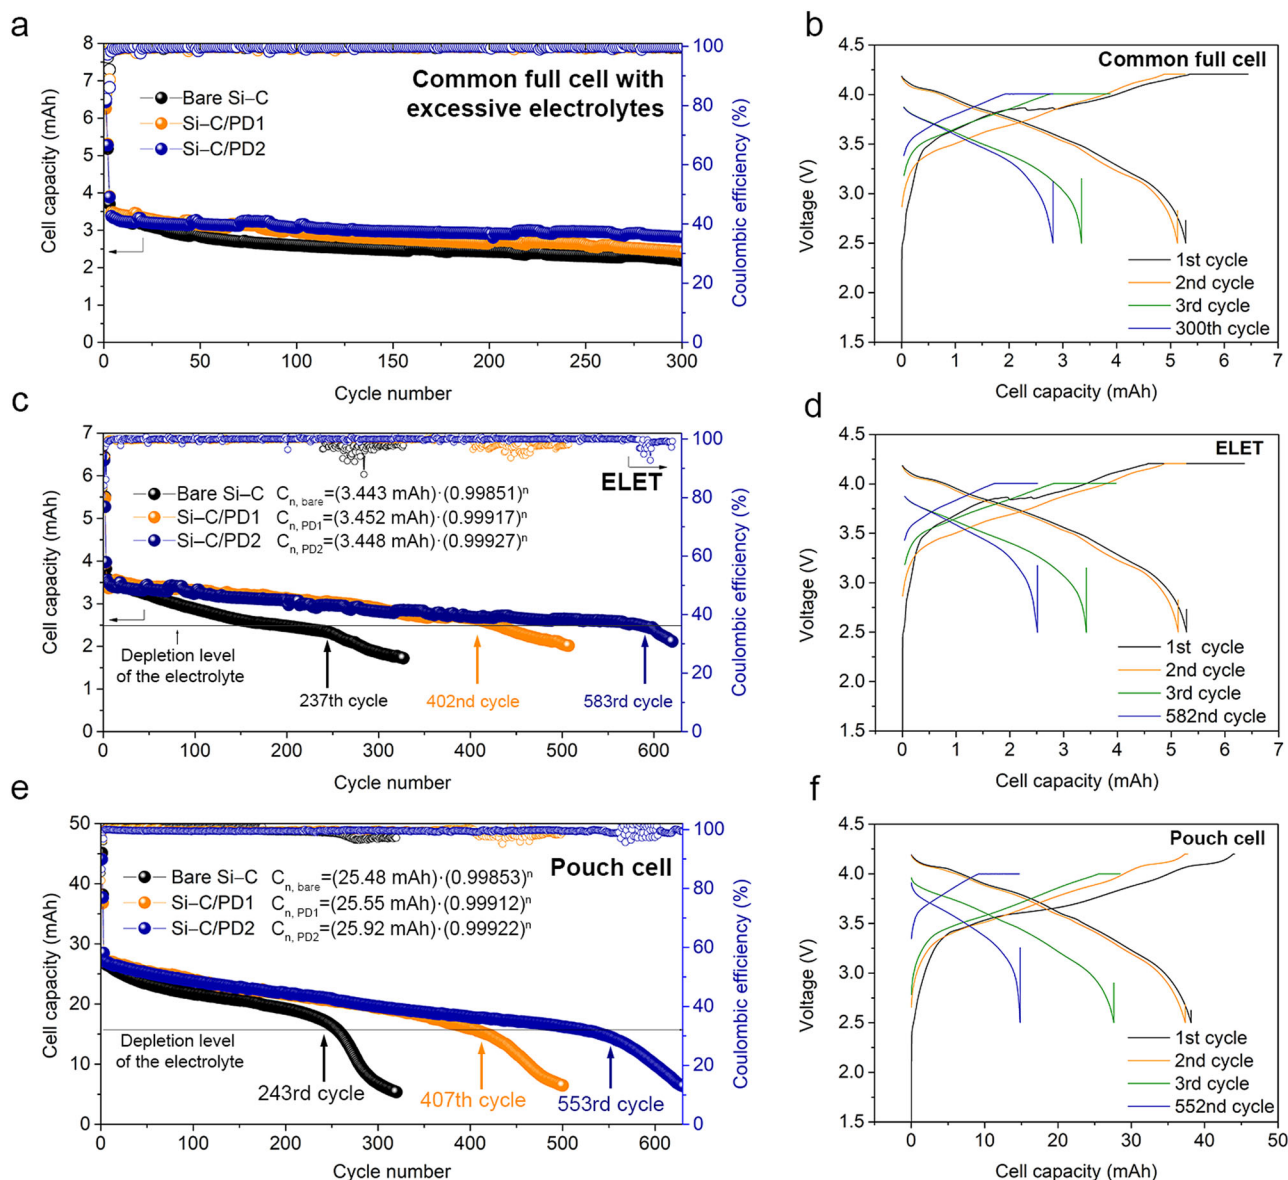 a
Common full cell with
excessive electrolytes
Bare Si–C
Si–C/PD1
Si–C/PD2
Cell capacity (mAh)
Coulombic efficiency (%)
Cycle number
0 1 2 3 4 5 6 7 8
0 20 40 60 80 100
0 50 100 150 200 250 300
b
Common full cell
Voltage (V)
Cell capacity (mAh)
1st cycle
2nd cycle
3rd cycle
300th cycle
1.5 2.0 2.5 3.0 3.5 4.0 4.5
0 1 2 3 4 5 6 7
c
ELET
Bare Si–C C n, bare=(3.443 mAh)·(0.99851)ⁿ
Si–C/PD1 C n, PD1=(3.452 mAh)·(0.99917)ⁿ
Si–C/PD2 C n, PD2=(3.448 mAh)·(0.99927)ⁿ
Depletion level
of the electrolyte
237th cycle
402nd cycle
583rd cycle
Cell capacity (mAh)
Coulombic efficiency (%)
Cycle number
0 1 2 3 4 5 6 7
0 20 40 60 80 100
0 100 200 300 400 500 600
d
ELET
Voltage (V)
Cell capacity (mAh)
1st cycle
2nd cycle
3rd cycle
582nd cycle
1.5 2.0 2.5 3.0 3.5 4.0 4.5
0 1 2 3 4 5 6 7
e
Pouch cell
Bare Si–C C n, bare=(25.48 mAh)·(0.99853)ⁿ
Si–C/PD1 C n, PD1=(25.55 mAh)·(0.99912)ⁿ
Si–C/PD2 C n, PD2=(25.92 mAh)·(0.99922)ⁿ
Depletion level
of the electrolyte
243rd cycle
407th cycle
553rd cycle
Cell capacity (mAh)
Coulombic efficiency (%)
Cycle number
0 10 20 30 40 50
0 20 40 60 80 100
0 100 200 300 400 500 600
f
Pouch cell
Voltage (V)
Cell capacity (mAh)
1st cycle
2nd cycle
3rd cycle
552nd cycle
1.5 2.0 2.5 3.0 3.5 4.0 4.5
0 10 20 30 40 50